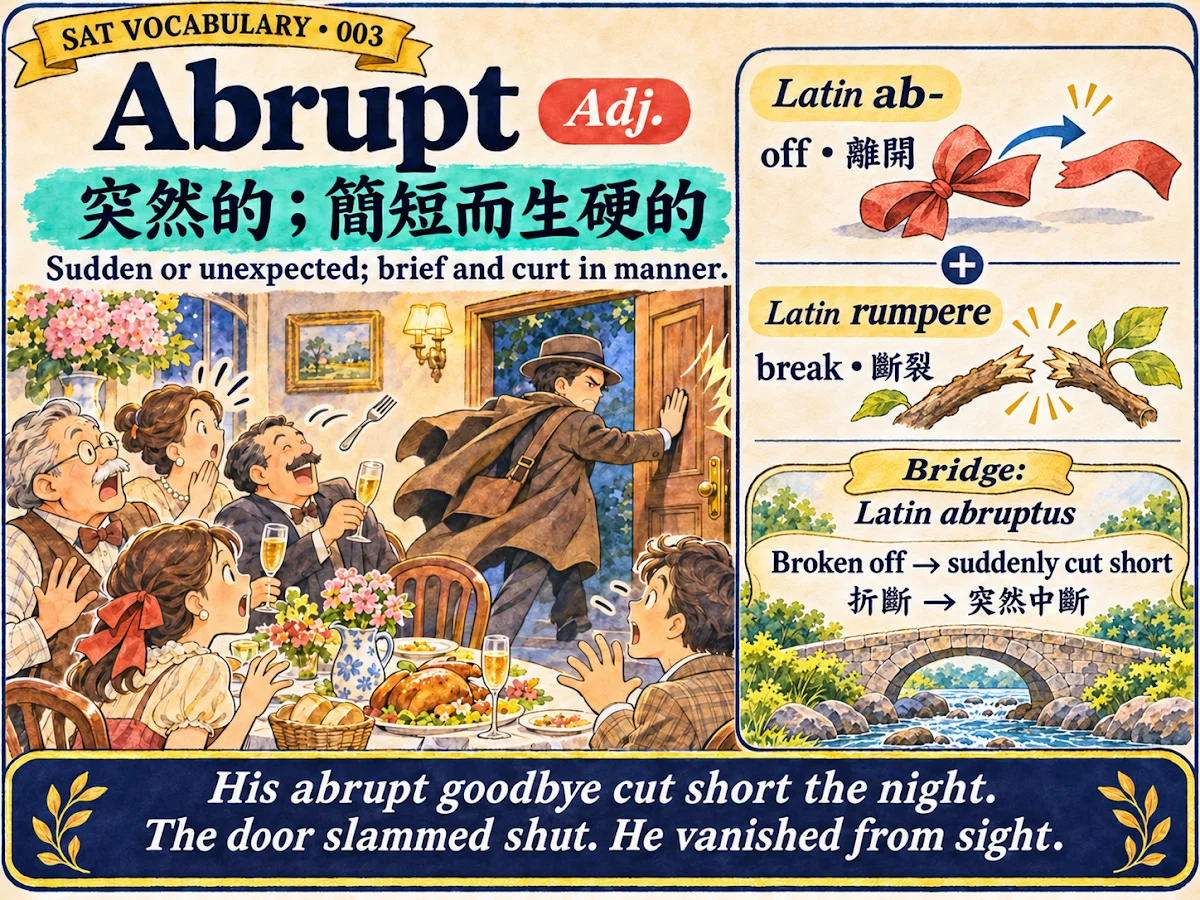 SAT VOCABULARY • 003
Abrupt
Adj.
突然的；簡短而生硬的
Sudden or unexpected; brief and curt in manner.
Latin ab-
off • 離開
+
Latin rumpere
break • 斷裂
Bridge:
Latin abruptus
Broken off → suddenly cut short
折斷 → 突然中斷
His abrupt goodbye cut short the night.
The door slammed shut. He vanished from sight.